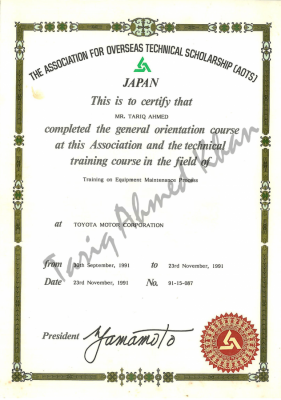 THE ASSOCIATION FOR OVERSEAS TECHNICAL SCHOLARSHIP (AOTS)
JAPAN
This is to certify that
MR. TARIQ AHMED
completed the general orientation course
at this Association and the technical
training course in the field of
Training on Equipment Maintenance Process
at TOYOTA MOTOR CORPORATION
from 30th September, 1991 to 23rd November, 1991
Date 23rd November, 1991 No. 91-13-987
President Yamamoto
Tariq Ahmed Khan